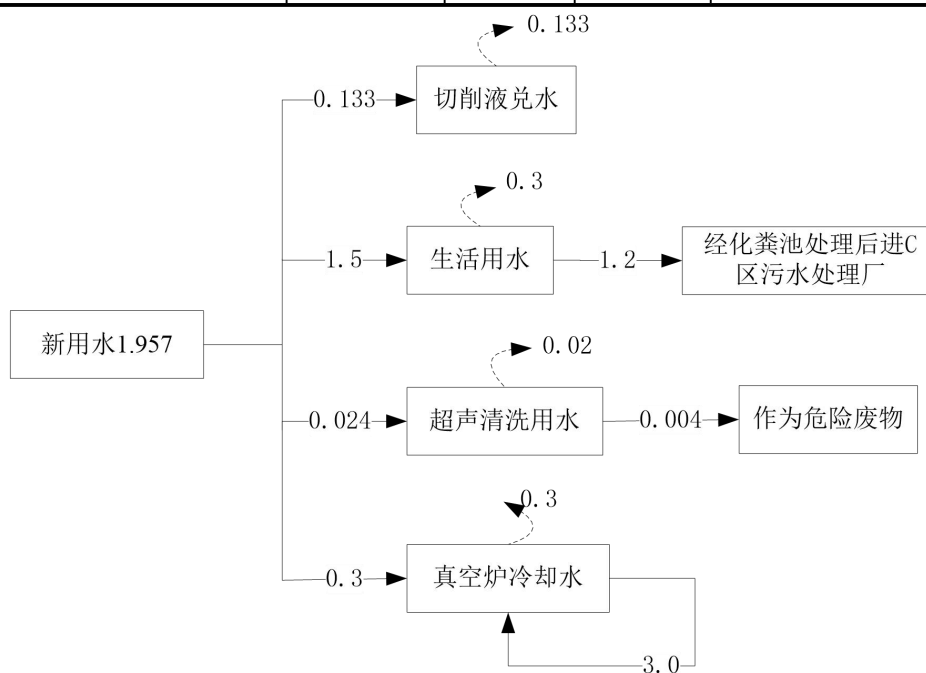 0.133
0.133
切削液兑水
0.3
1.5
生活用水
1.2
经化粪池处理后进C
区污水处理厂
新用水1.957
0.02
0.024
超声清洗用水
0.004
作为危险废物
0.3
0.3
真空炉冷却水
3.0